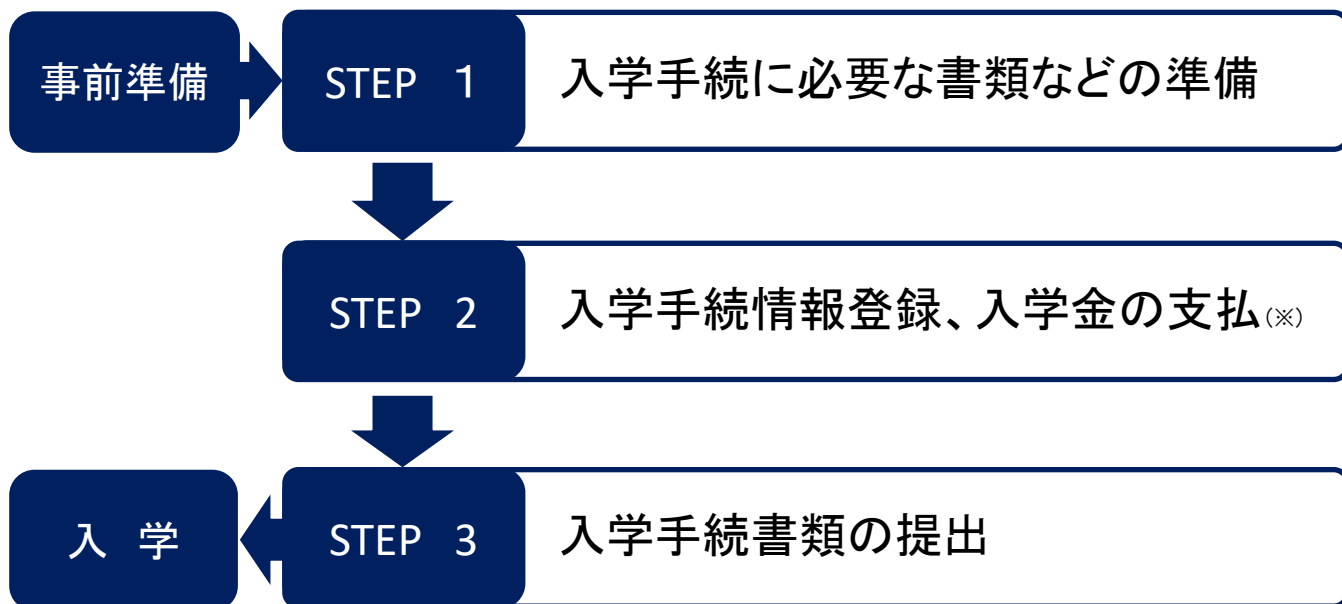 事前準備
STEP 1
入学手続に必要な書類などの準備
STEP 2
入学手続情報登録、入学金の支払(※)
入 学
STEP 3
入学手続書類の提出